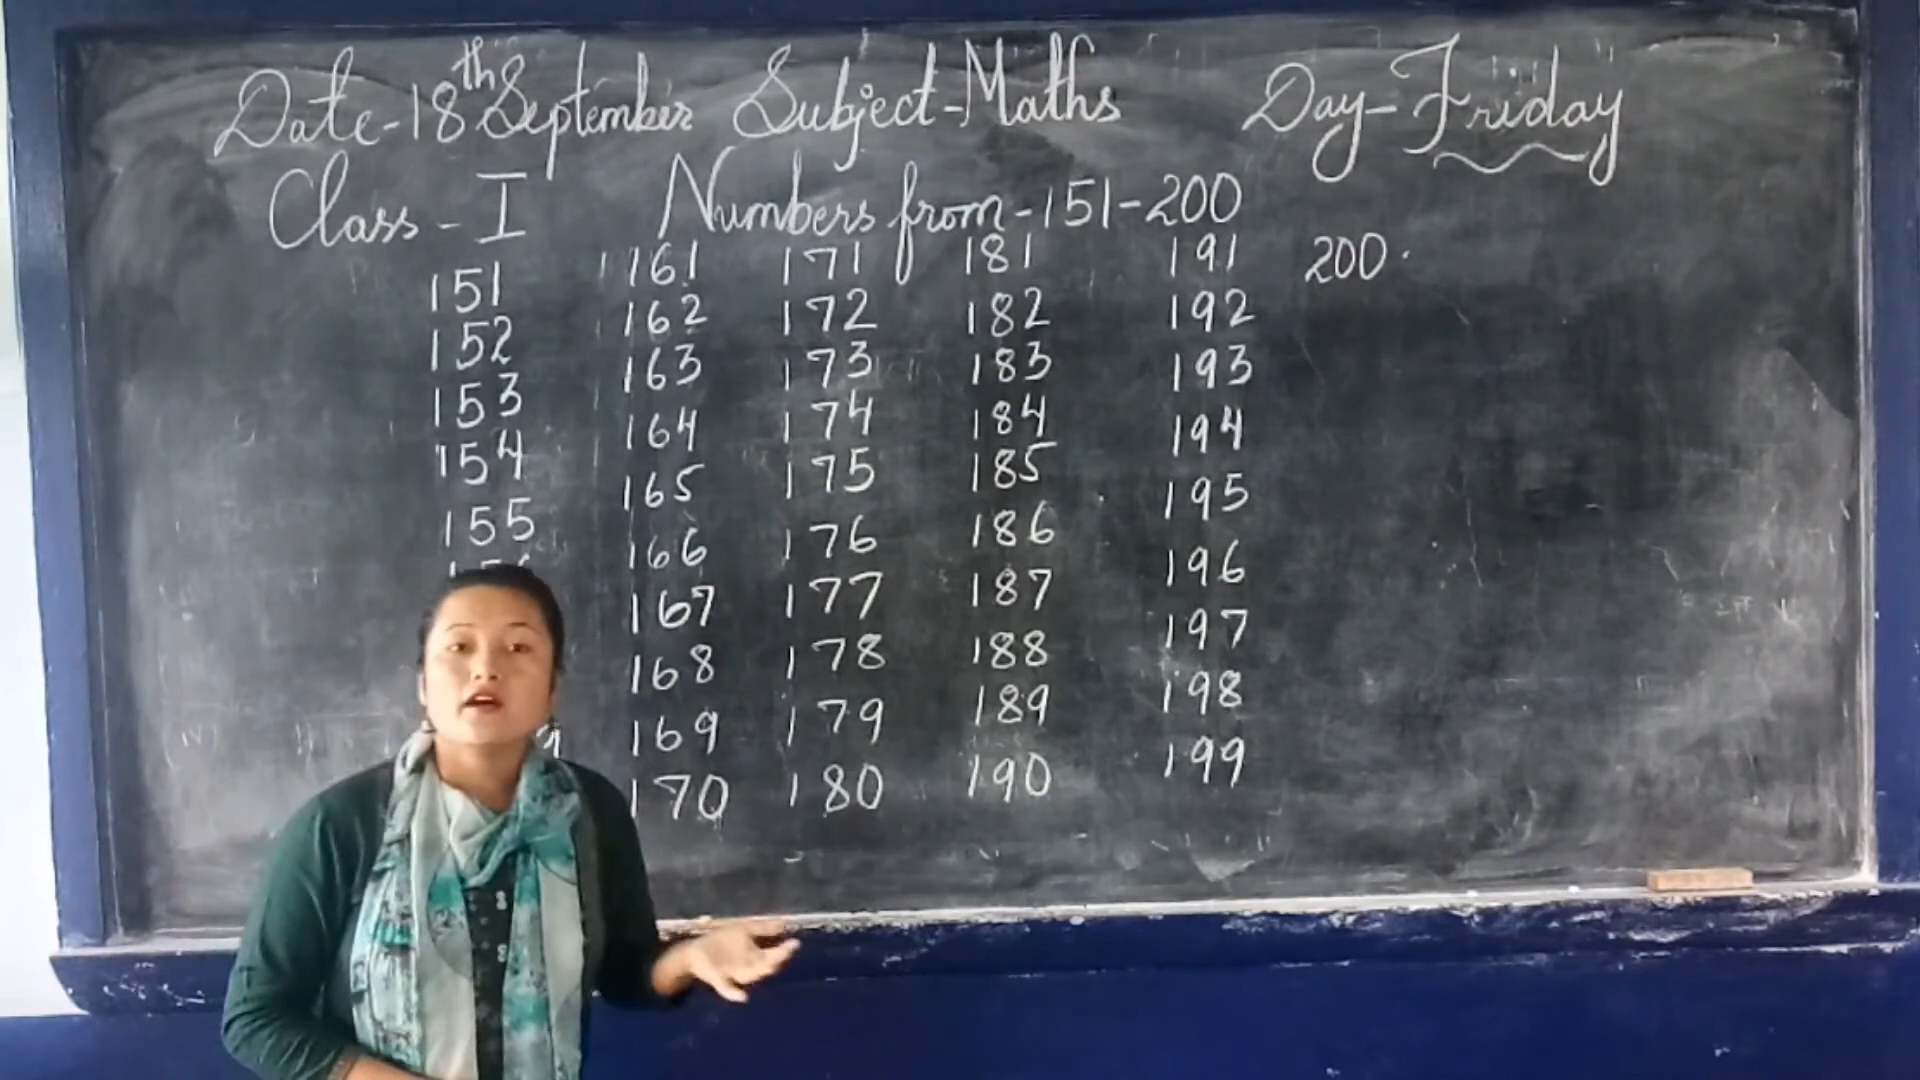 Date-18th September Subject-Maths Day-Friday
Class - I Numbers from-151-200
151 161 171 181 191 200.
152 162 172 182 192
153 163 173 183 193
154 164 174 184 194
155 165 175 185 195
166 176 186 196
167 177 187 197
168 178 188 198
169 179 189 199
170 180 190